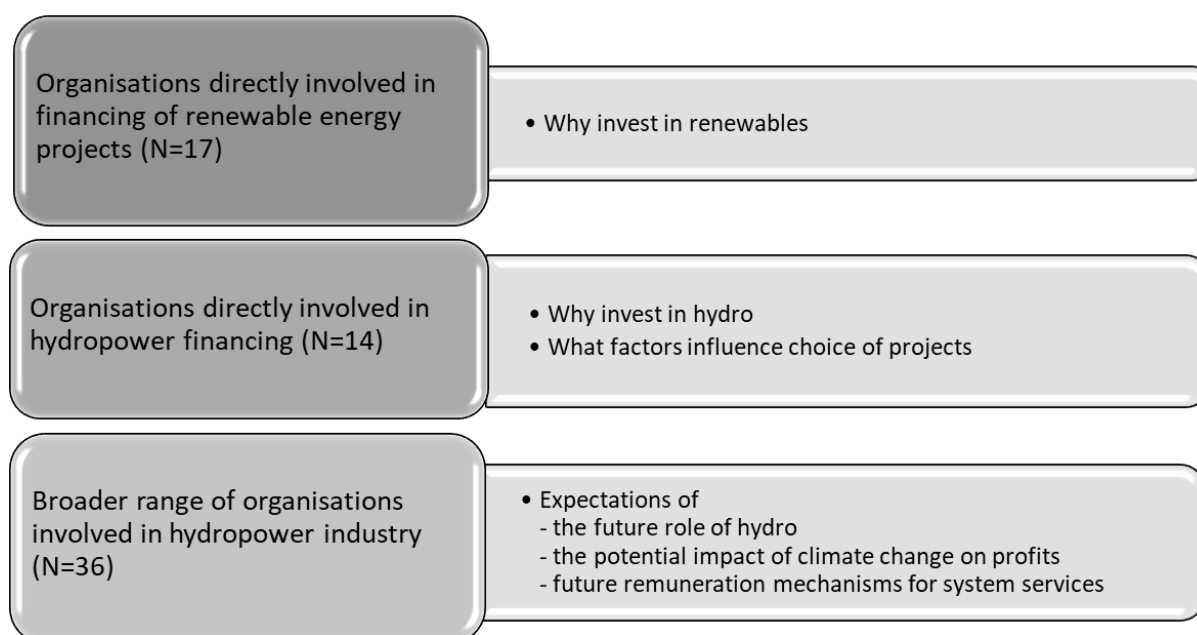 Organisations directly involved in
financing of renewable energy
projects (N=17)
• Why invest in renewables
Organisations directly involved in
hydropower financing (N=14)
• Why invest in hydro
• What factors influence choice of projects
Broader range of organisations
involved in hydropower industry
(N=36)
• Expectations of
- the future role of hydro
- the potential impact of climate change on profits
- future remuneration mechanisms for system services